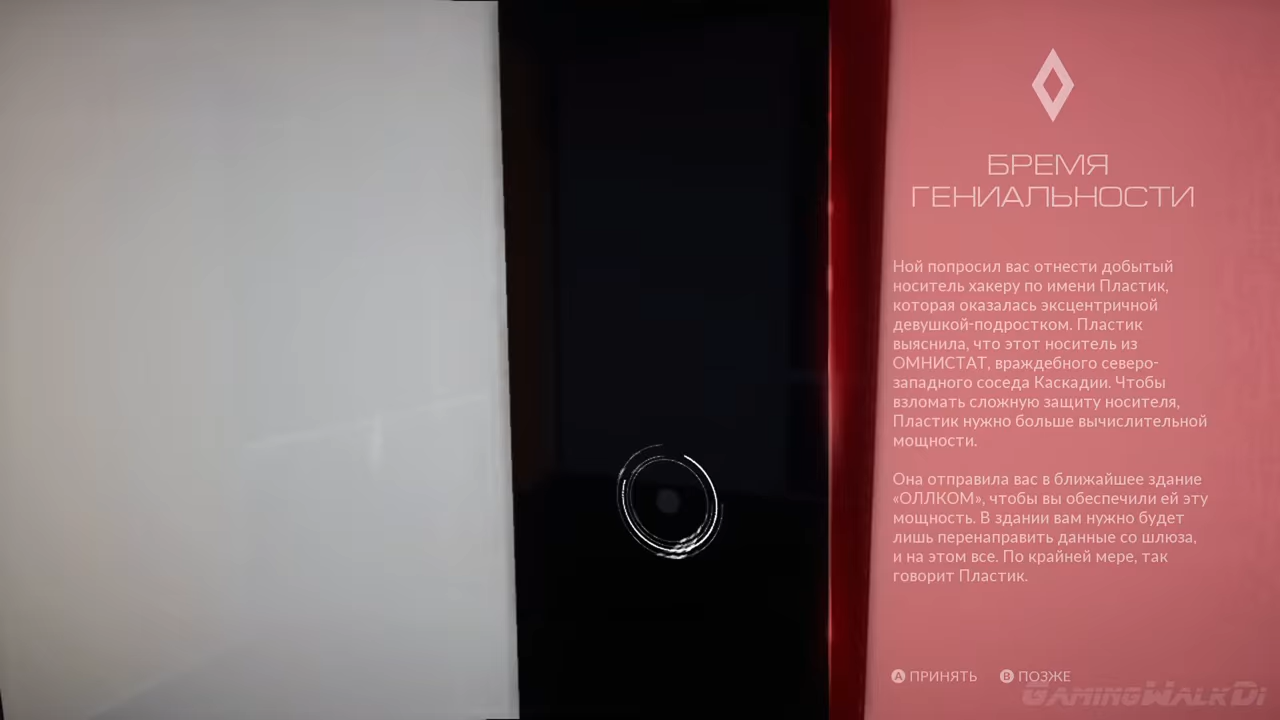 БРЕМЯ
ГЕНИАЛЬНОСТИ
Ной попросил вас отнести добытый
носитель хакеру по имени Пластик,
которая оказалась эксцентричной
девушкой-подростком. Пластик
выяснила, что этот носитель из
ОМНИСТАТ, враждебного северо-
западного соседа Каскадии. Чтобы
взломать сложную защиту носителя,
Пластик нужно больше вычислительной
мощности.
Она отправила вас в ближайшее здание
«ОЛЛКОМ», чтобы вы обеспечили ей эту
мощность. В здании вам нужно будет
лишь перенаправить данные со шлюза,
и на этом все. По крайней мере, так
говорит Пластик.
A ПРИНЯТЬ B ПОЗЖЕ
GAMINGWALKDI